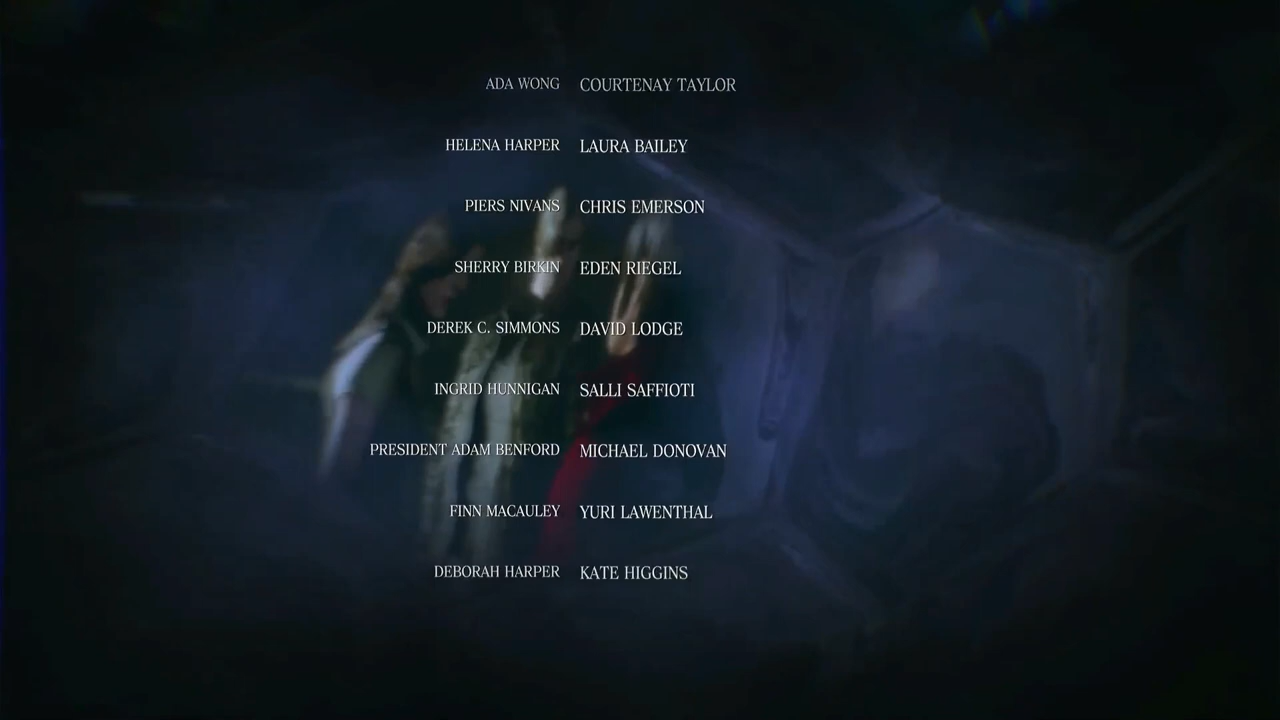 ADA WONG COURTENAY TAYLOR
HELENA HARPER LAURA BAILEY
PIERS NIVANS CHRIS EMERSON
SHERRY BIRKIN EDEN RIEGEL
DEREK C. SIMMONS DAVID LODGE
INGRID HUNNIGAN SALLI SAFFIOTI
PRESIDENT ADAM BENFORD MICHAEL DONOVAN
FINN MACAULEY YURI LAWENTHAL
DEBORAH HARPER KATE HIGGINS